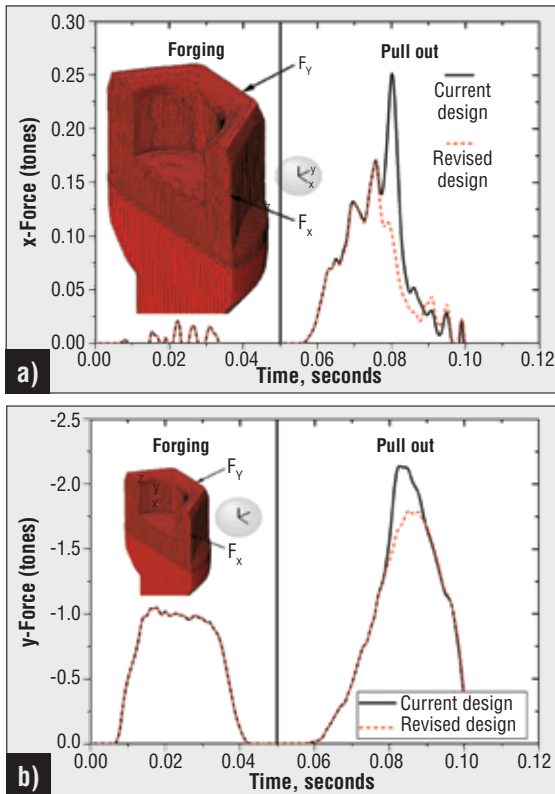 0.30
Forging
Pull out
F_Y
0.25
Current design
Revised design
0.20
x-Force (tones)
y
x
z
0.15
F_x
0.10
0.05
0.00
0.00 0.02 0.04 0.06 0.08 0.10 0.12
a)
Time, seconds
-2.5
Forging
Pull out
F_Y
z
y
x
-2.0
F_x
-1.5
y-Force (tones)
-1.0
-0.5
Current design
Revised design
0.0
0.00 0.02 0.04 0.06 0.08 0.10 0.12
b)
Time, seconds